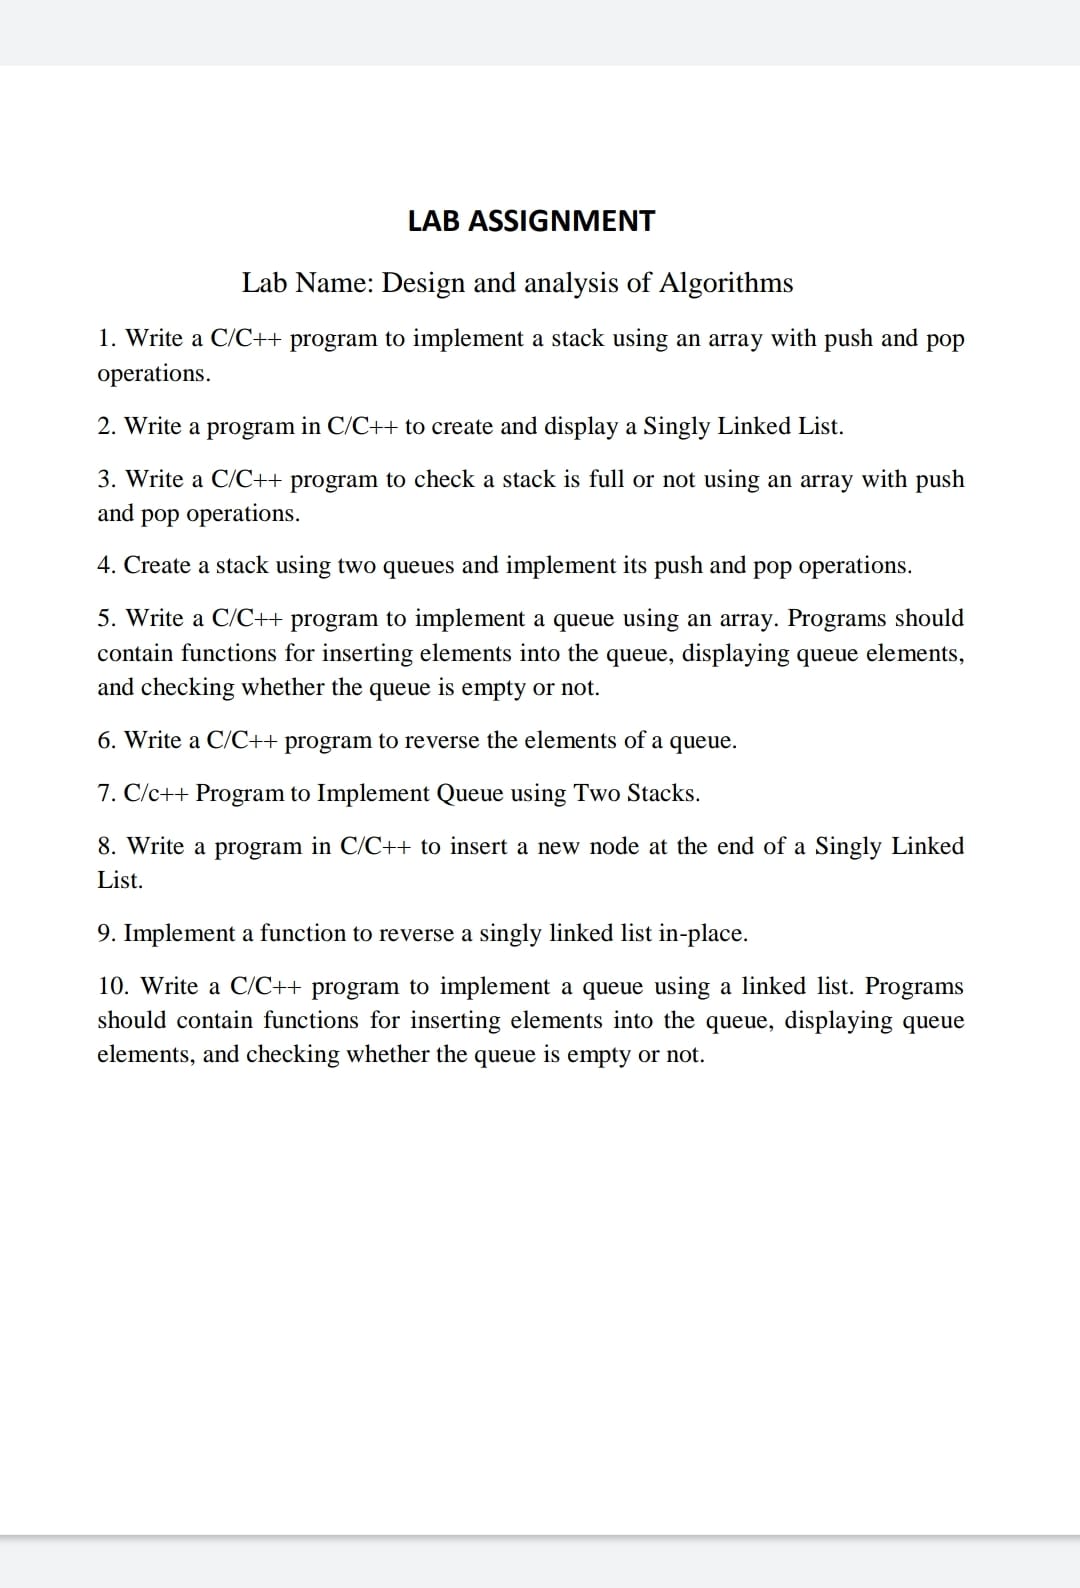 LAB ASSIGNMENT
Lab Name: Design and analysis of Algorithms
1. Write a C/C++ program to implement a stack using an array with push and pop
operations.
2. Write a program in C/C++ to create and display a Singly Linked List.
3. Write a C/C++ program to check a stack is full or not using an array with push
and pop operations.
4. Create a stack using two queues and implement its push and pop operations.
5. Write a C/C++ program to implement a queue using an array. Programs should
contain functions for inserting elements into the queue, displaying queue elements,
and checking whether the queue is empty or not.
6. Write a C/C++ program to reverse the elements of a queue.
7. C/c++ Program to Implement Queue using Two Stacks.
8. Write a program in C/C++ to insert a new node at the end of a Singly Linked
List.
9. Implement a function to reverse a singly linked list in-place.
10. Write a C/C++ program to implement a queue using a linked list. Programs
should contain functions for inserting elements into the queue, displaying queue
elements, and checking whether the queue is empty or not.